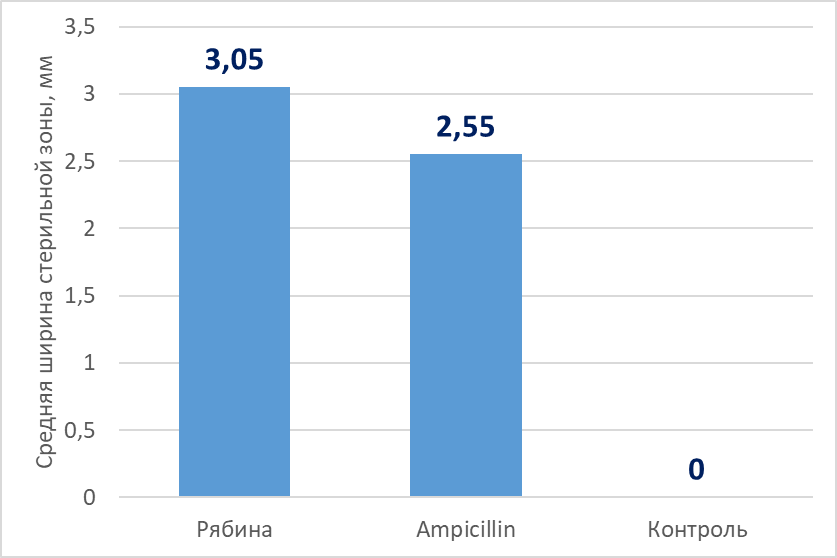 Средняя ширина стерильной зоны, мм
3,5
3
2,5
2
1,5
1
0,5
0
3,05
2,55
0
Рябина
Ampicillin
Контроль